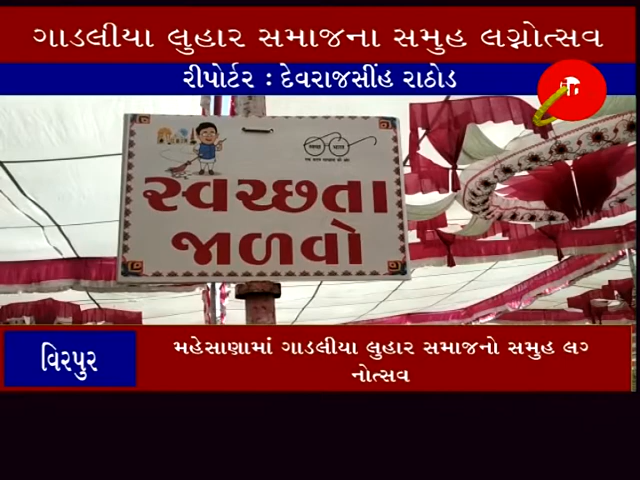 ગાડલીયા લુહાર સમાજના સમુહ લગ્નોત્સવ
રીપોર્ટર : દેવરાજસીંહ રાઠોડ
સ્વચ્છતા
જાળવો
વિરપુર
મહેસાણામાં ગાડલીયા લુહાર સમાજનો સમુહ લગ
નોત્સવ